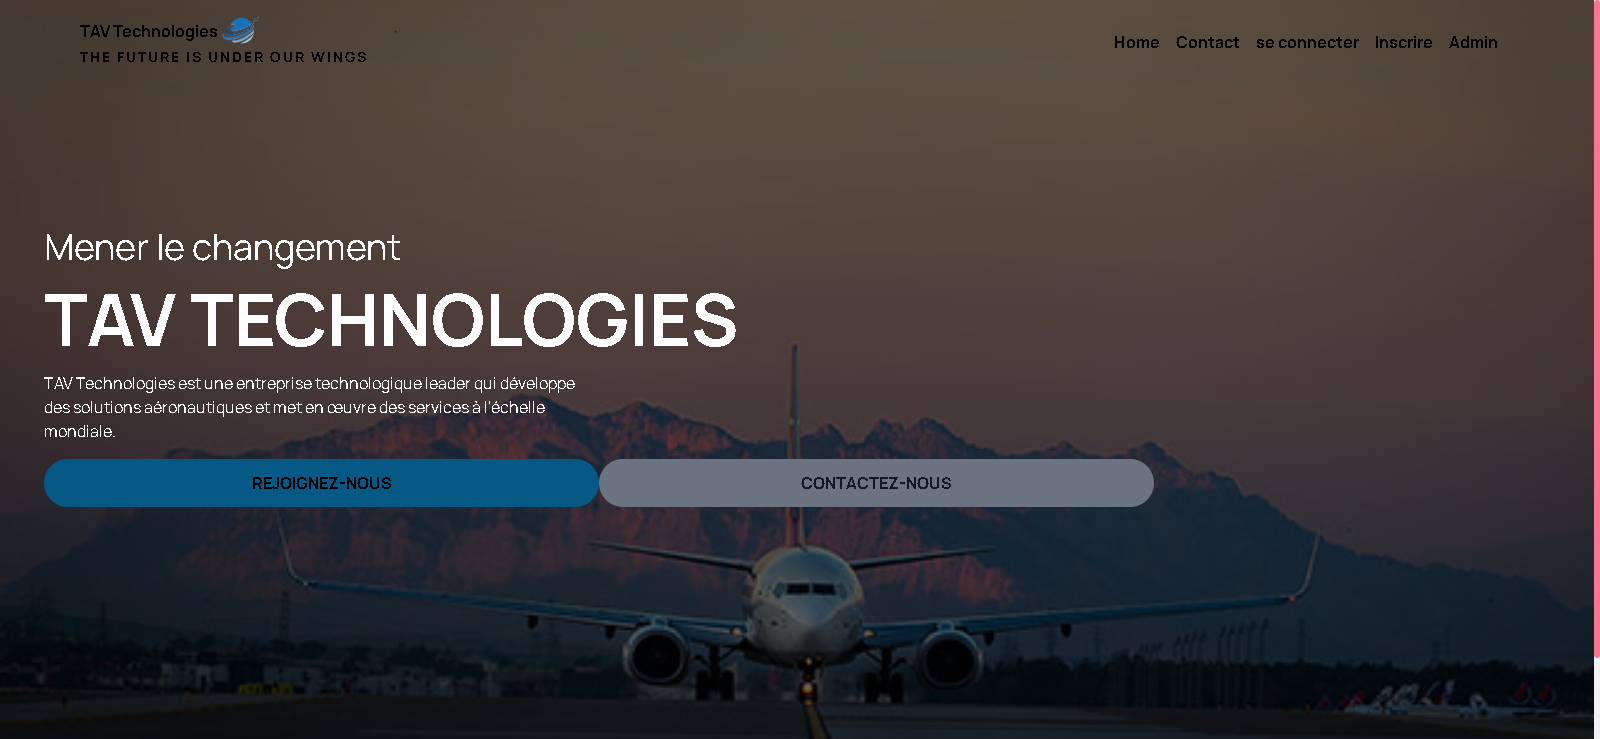 TAV Technologies
THE FUTURE IS UNDER OUR WINGS
Home Contact se connecter Inscrire Admin
Mener le changement
TAV TECHNOLOGIES
TAV Technologies est une entreprise technologique leader qui développe
des solutions aéronautiques et met en œuvre des services à l'échelle
mondiale.
REJOIGNEZ-NOUS CONTACTEZ-NOUS